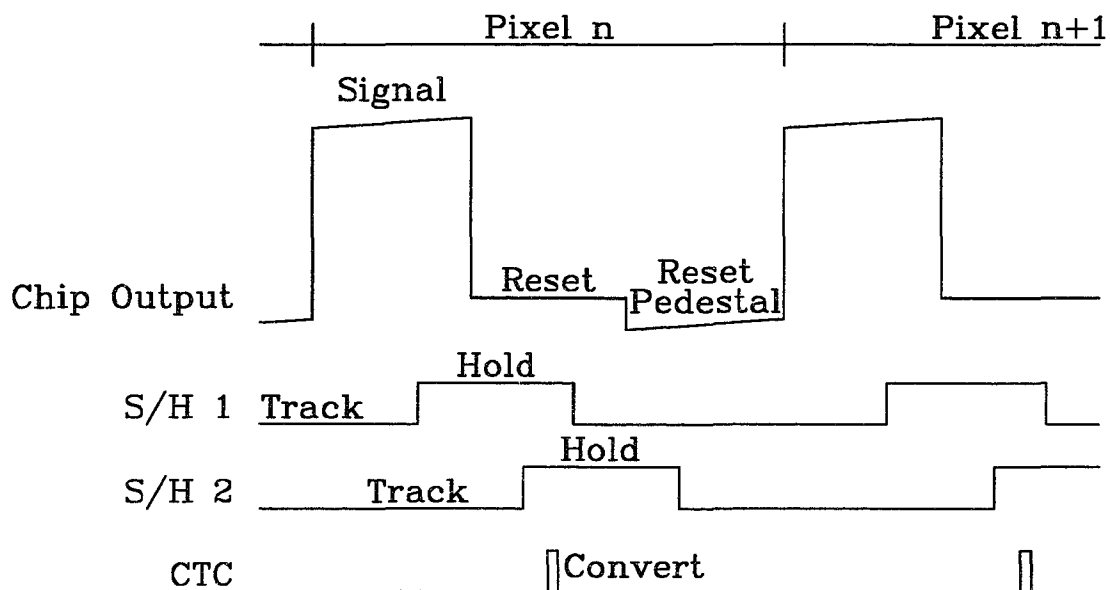 Pixel n
Pixel n+1
Signal
Chip Output
Reset
Reset
Pedestal
Hold
S/H 1
Track
Hold
S/H 2
Track
CTC
Convert